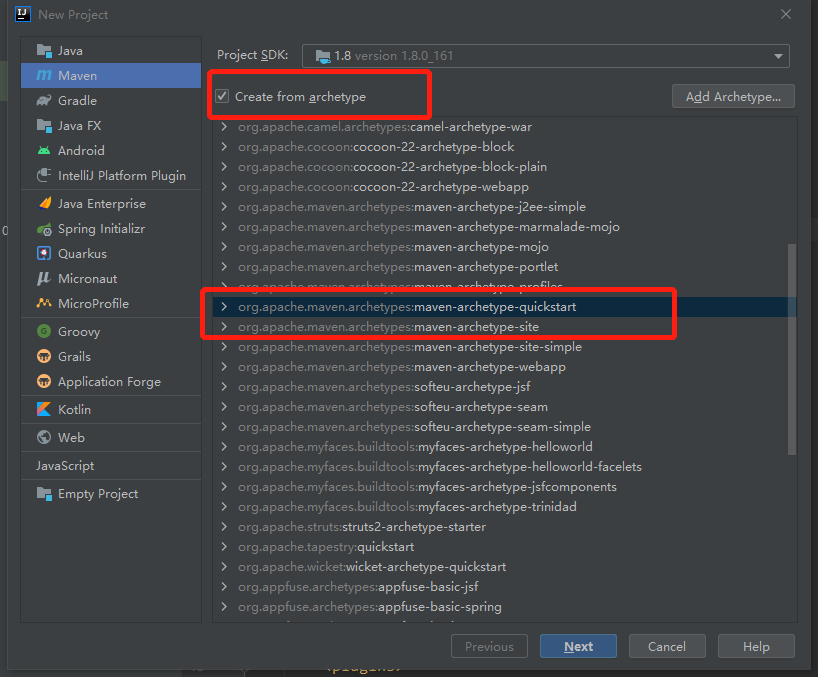 New Project
Project SDK: 1.8 version 1.8.0_161
Create from archetype
Add Archetype...
Java
Maven
Gradle
Java FX
Android
IntelliJ Platform Plugin
Java Enterprise
Spring Initializr
Quarkus
Micronaut
MicroProfile
Groovy
Grails
Application Forge
Kotlin
Web
JavaScript
Empty Project
org.apache.camel.archetypes:camel-archetype-war
org.apache.cocoon:cocoon-22-archetype-block
org.apache.cocoon:cocoon-22-archetype-block-plain
org.apache.cocoon:cocoon-22-archetype-webapp
org.apache.maven.archetypes:maven-archetype-j2ee-simple
org.apache.maven.archetypes:maven-archetype-marmalade-mojo
org.apache.maven.archetypes:maven-archetype-mojo
org.apache.maven.archetypes:maven-archetype-portlet
org.apache.maven.archetypes:maven-archetype-profiles
org.apache.maven.archetypes:maven-archetype-quickstart
org.apache.maven.archetypes:maven-archetype-site
org.apache.maven.archetypes:maven-archetype-site-simple
org.apache.maven.archetypes:maven-archetype-webapp
org.apache.maven.archetypes:softeu-archetype-jsf
org.apache.maven.archetypes:softeu-archetype-seam
org.apache.maven.archetypes:softeu-archetype-seam-simple
org.apache.myfaces.buildtools:myfaces-archetype-helloworld
org.apache.myfaces.buildtools:myfaces-archetype-helloworld-facelets
org.apache.myfaces.buildtools:myfaces-archetype-jsfcomponents
org.apache.myfaces.buildtools:myfaces-archetype-trinidad
org.apache.struts:struts2-archetype-starter
org.apache.tapestry:quickstart
org.apache.wicket:wicket-archetype-quickstart
org.appfuse.archetypes:appfuse-basic-jsf
org.appfuse.archetypes:appfuse-basic-spring
Previous
Next
Cancel
Help